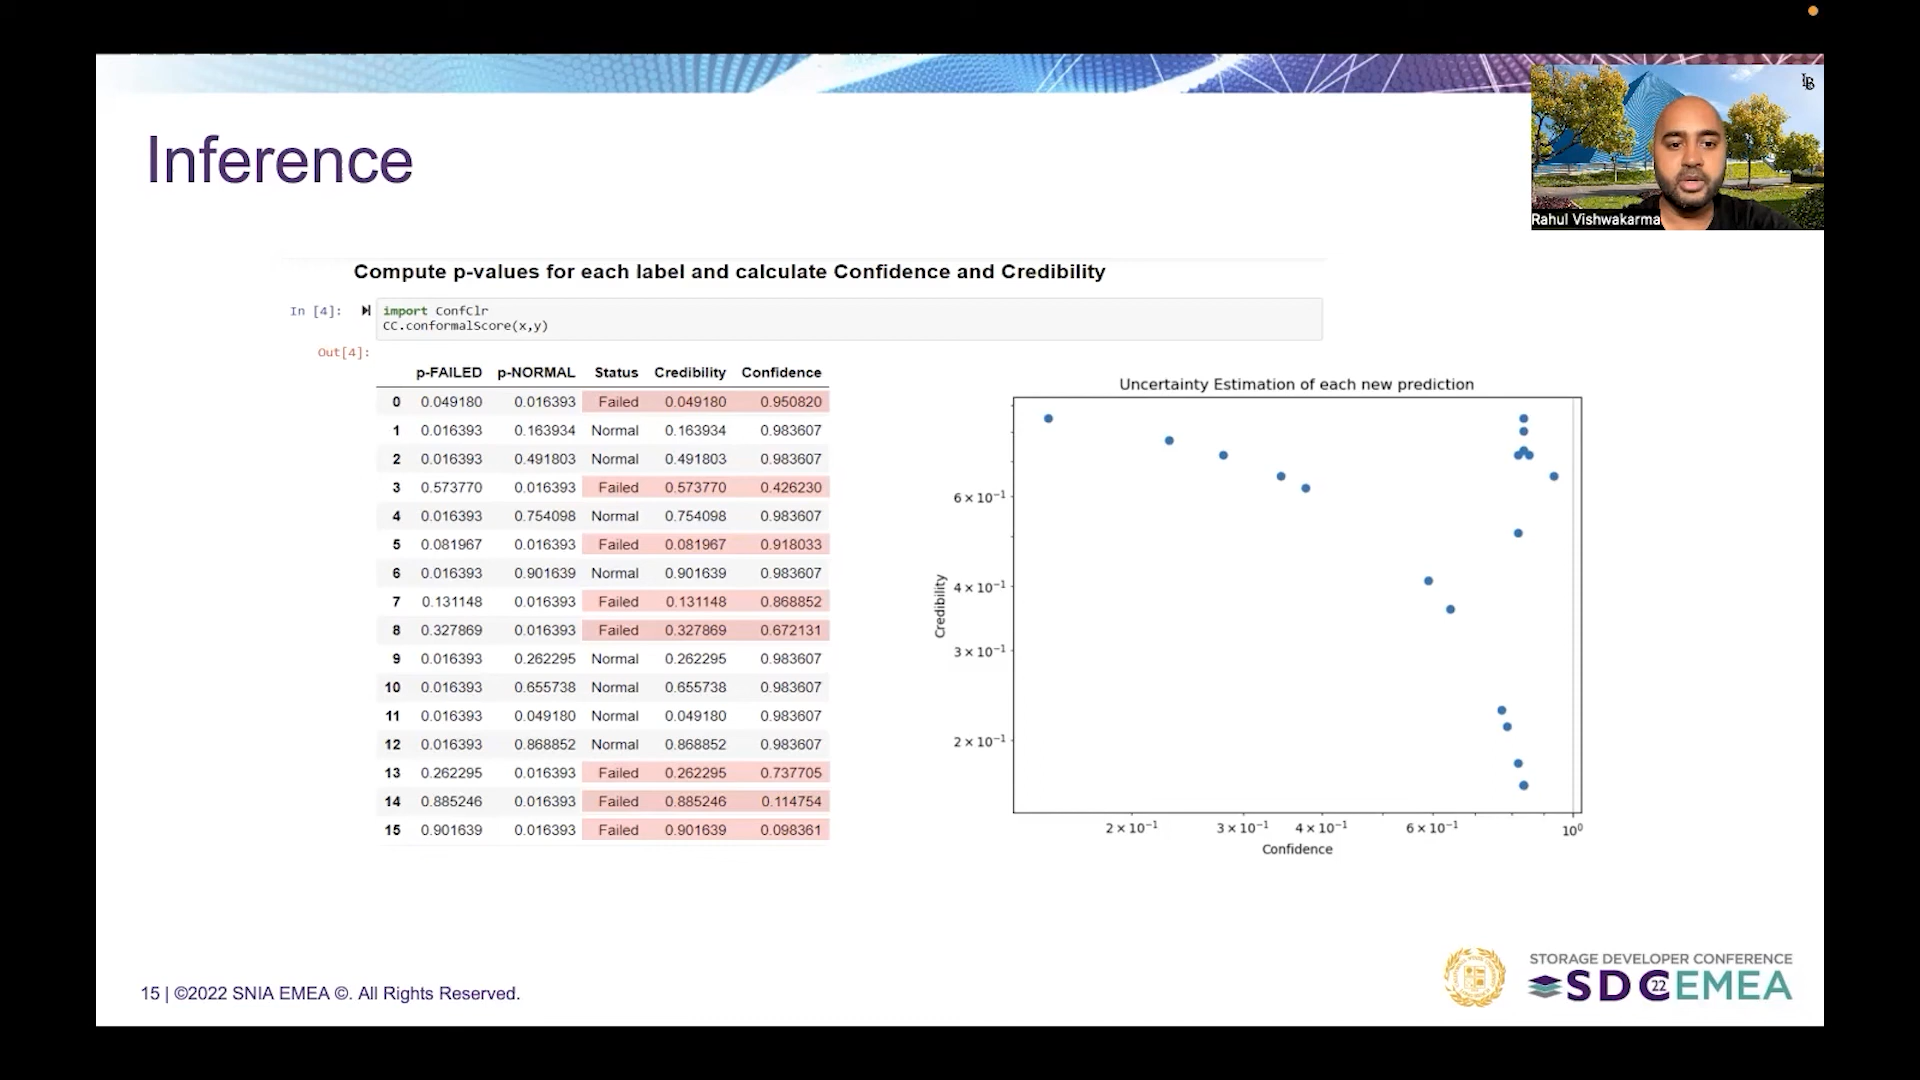 Inference
Rahul Vishwakarma
Compute p-values for each label and calculate Confidence and Credibility
In [4]:
import ConfClr
CC.conformalScore(x,y)
Out[4]:
p-FAILED p-NORMAL Status Credibility Confidence
0 0.049180 0.016393 Failed 0.049180 0.950820
1 0.016393 0.163934 Normal 0.163934 0.983607
2 0.016393 0.491803 Normal 0.491803 0.983607
3 0.573770 0.016393 Failed 0.573770 0.426230
4 0.016393 0.754098 Normal 0.754098 0.983607
5 0.081967 0.016393 Failed 0.081967 0.918033
6 0.016393 0.901639 Normal 0.901639 0.983607
7 0.131148 0.016393 Failed 0.131148 0.868852
8 0.327869 0.016393 Failed 0.327869 0.672131
9 0.016393 0.262295 Normal 0.262295 0.983607
10 0.016393 0.655738 Normal 0.655738 0.983607
11 0.016393 0.049180 Normal 0.049180 0.983607
12 0.016393 0.868852 Normal 0.868852 0.983607
13 0.262295 0.016393 Failed 0.262295 0.737705
14 0.885246 0.016393 Failed 0.885246 0.114754
15 0.901639 0.016393 Failed 0.901639 0.098361
Uncertainty Estimation of each new prediction
Credibility
6 × 10⁻¹
4 × 10⁻¹
3 × 10⁻¹
2 × 10⁻¹
2 × 10⁻¹ 3 × 10⁻¹ 4 × 10⁻¹ 6 × 10⁻¹ 10⁰
Confidence
15 | ©2022 SNIA EMEA ©. All Rights Reserved.
STORAGE DEVELOPER CONFERENCE
SDC 22 EMEA